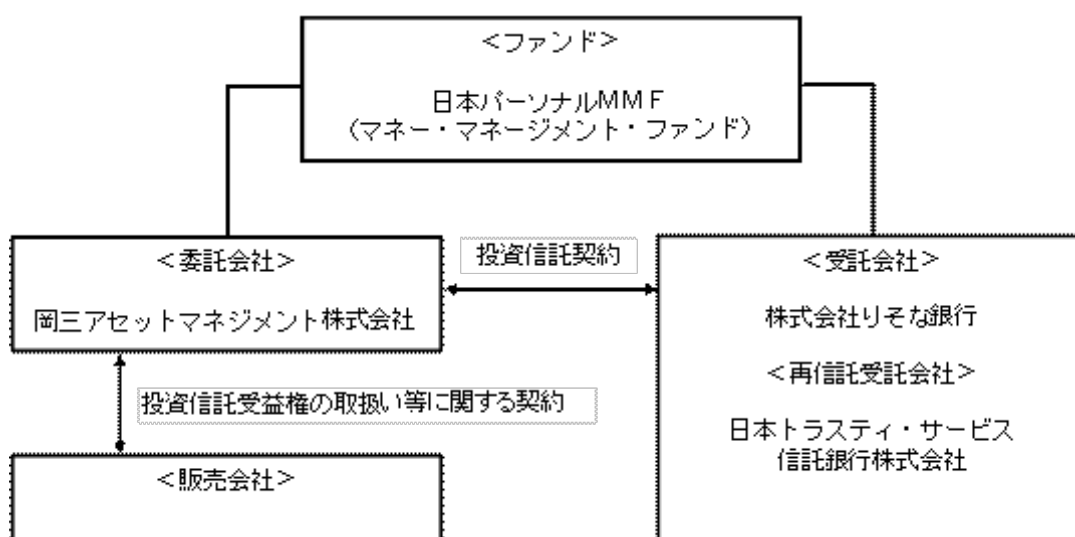 ＜ファンド＞
日本パーソナルＭＭＦ
（マネー・マネージメント・ファンド）
＜委託会社＞
岡三アセットマネジメント株式会社
投資信託契約
＜受託会社＞
株式会社りそな銀行
＜再信託受託会社＞
日本トラスティ・サービス
信託銀行株式会社
投資信託受益権の取扱い等に関する契約
＜販売会社＞